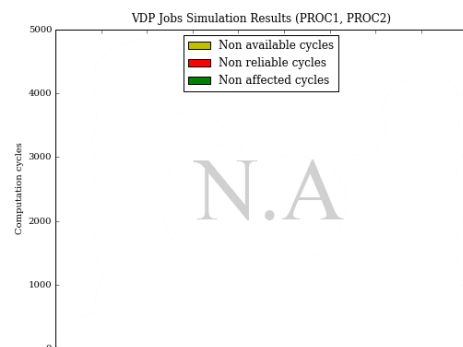 VDP Jobs Simulation Results (PROC1, PROC2)
5000
Non available cycles
Non reliable cycles
Non affected cycles
4000
3000
Computation cycles
N.A
2000
1000
0